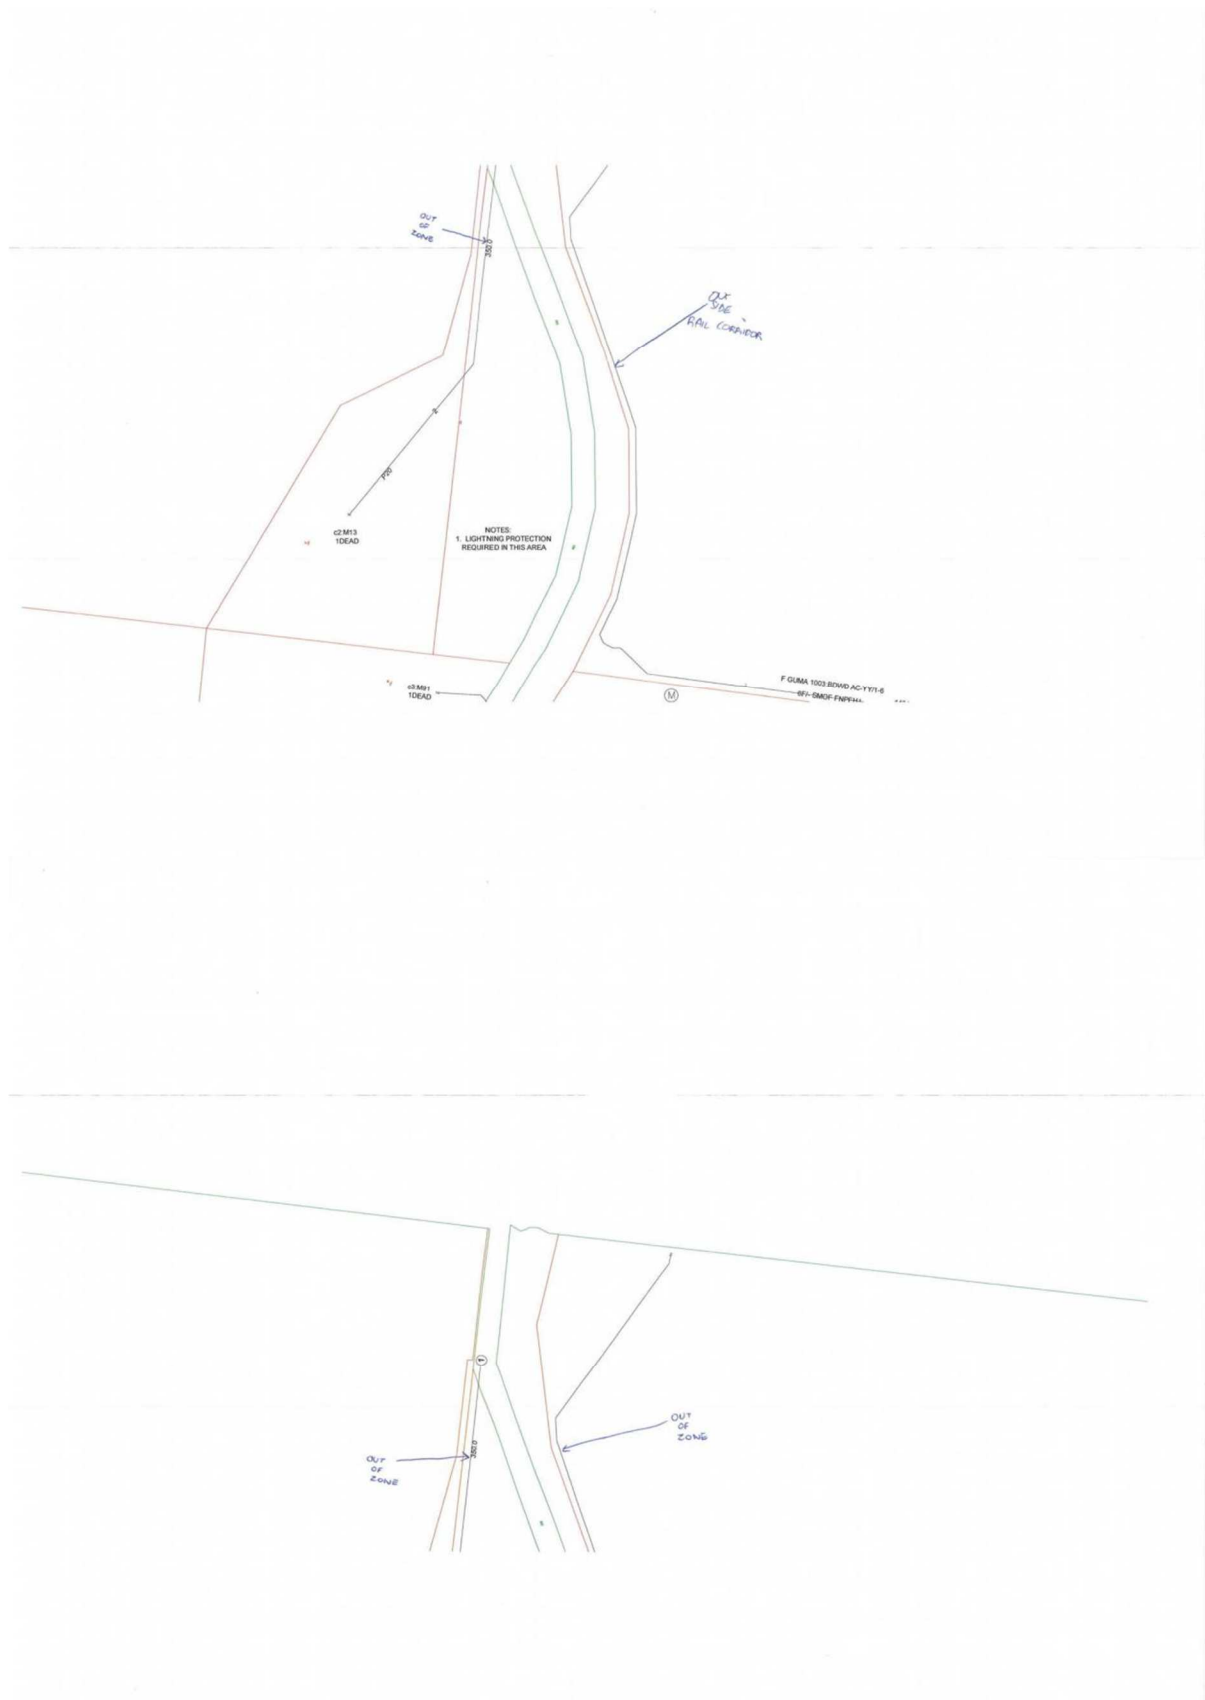 OUT
OF
ZONE
350.0
OUT
SIDE
RAIL CORRIDOR
2
P20
c2:M13
1DEAD
NOTES:
1. LIGHTNING PROTECTION
REQUIRED IN THIS AREA
c3:M91
1DEAD
M
F GUMA 1003:BDWD AC-YY/1-6
1
350.0
OUT
OF
ZONE
OUT
OF
ZONE